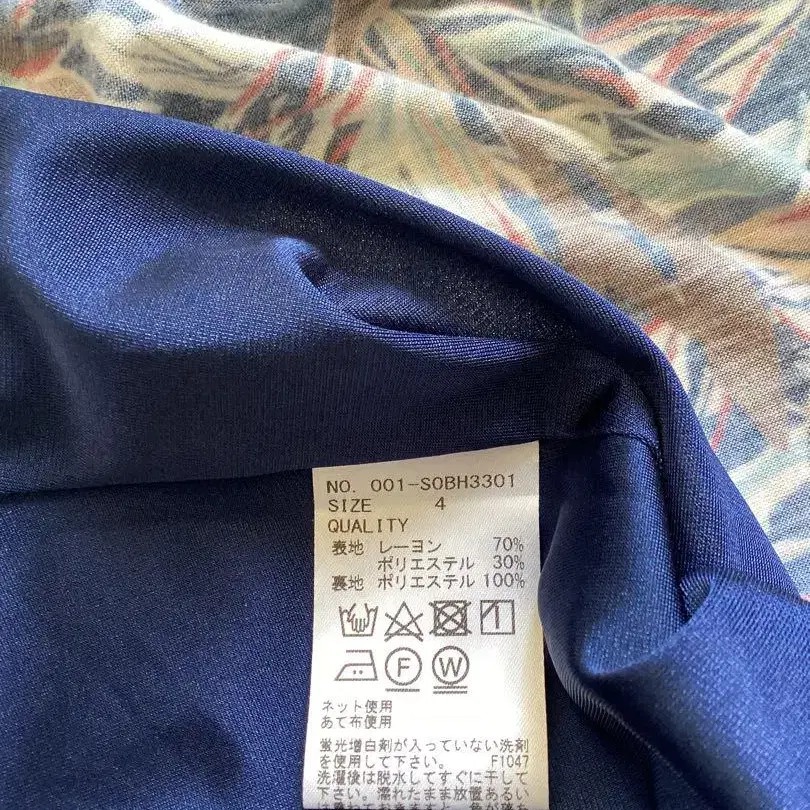 NO. 001-S0BH3301
SIZE 4
QUALITY
表地 レーヨン 70%
ポリエステル 30%
裏地 ポリエステル 100%
F W
ネット使用
あて布使用
蛍光増白剤が入っていない洗剤
を使用して下さい。 F1047
洗濯後は脱水してすぐに干して
下さい。濡れたまま放置あるい